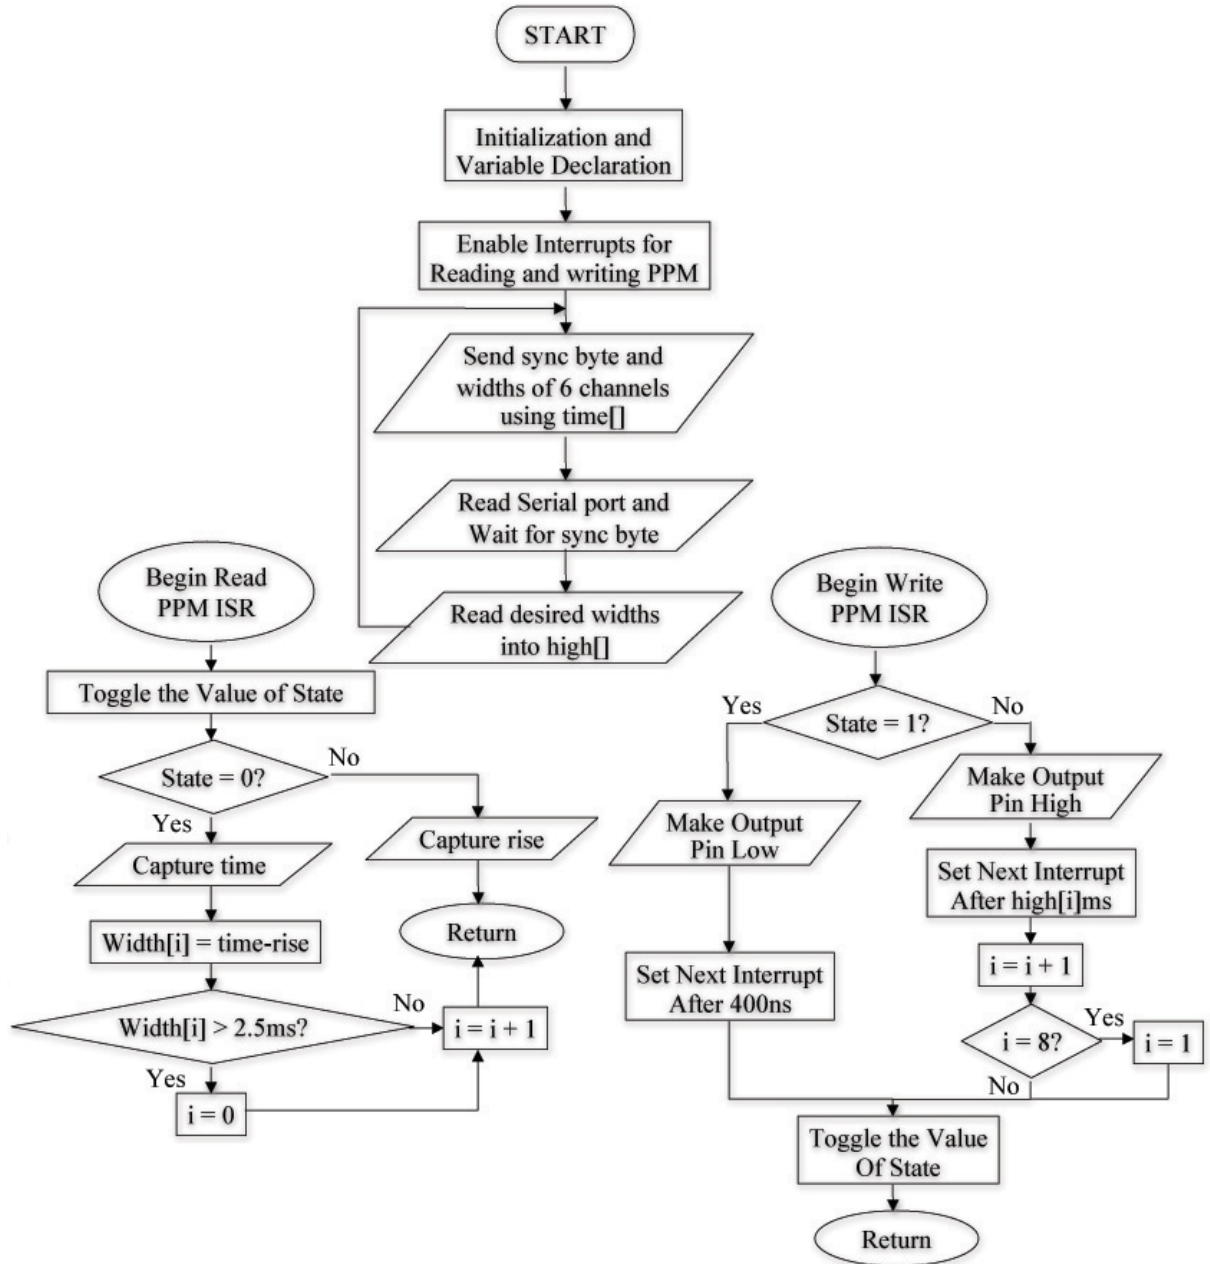 START
Initialization and
Variable Declaration
Enable Interrupts for
Reading and writing PPM
Send sync byte and
widths of 6 channels
using time[]
Read Serial port and
Wait for sync byte
Read desired widths
into high[]
Begin Read
PPM ISR
Toggle the Value of State
State = 0?
No
Yes
Capture time
Capture rise
Width[i] = time-rise
Return
Width[i] > 2.5ms?
No
i = i + 1
Yes
i = 0
Begin Write
PPM ISR
State = 1?
Yes
No
Make Output
Pin Low
Make Output
Pin High
Set Next Interrupt
After high[i]ms
Set Next Interrupt
After 400ns
i = i + 1
i = 8?
Yes
i = 1
No
Toggle the Value
Of State
Return